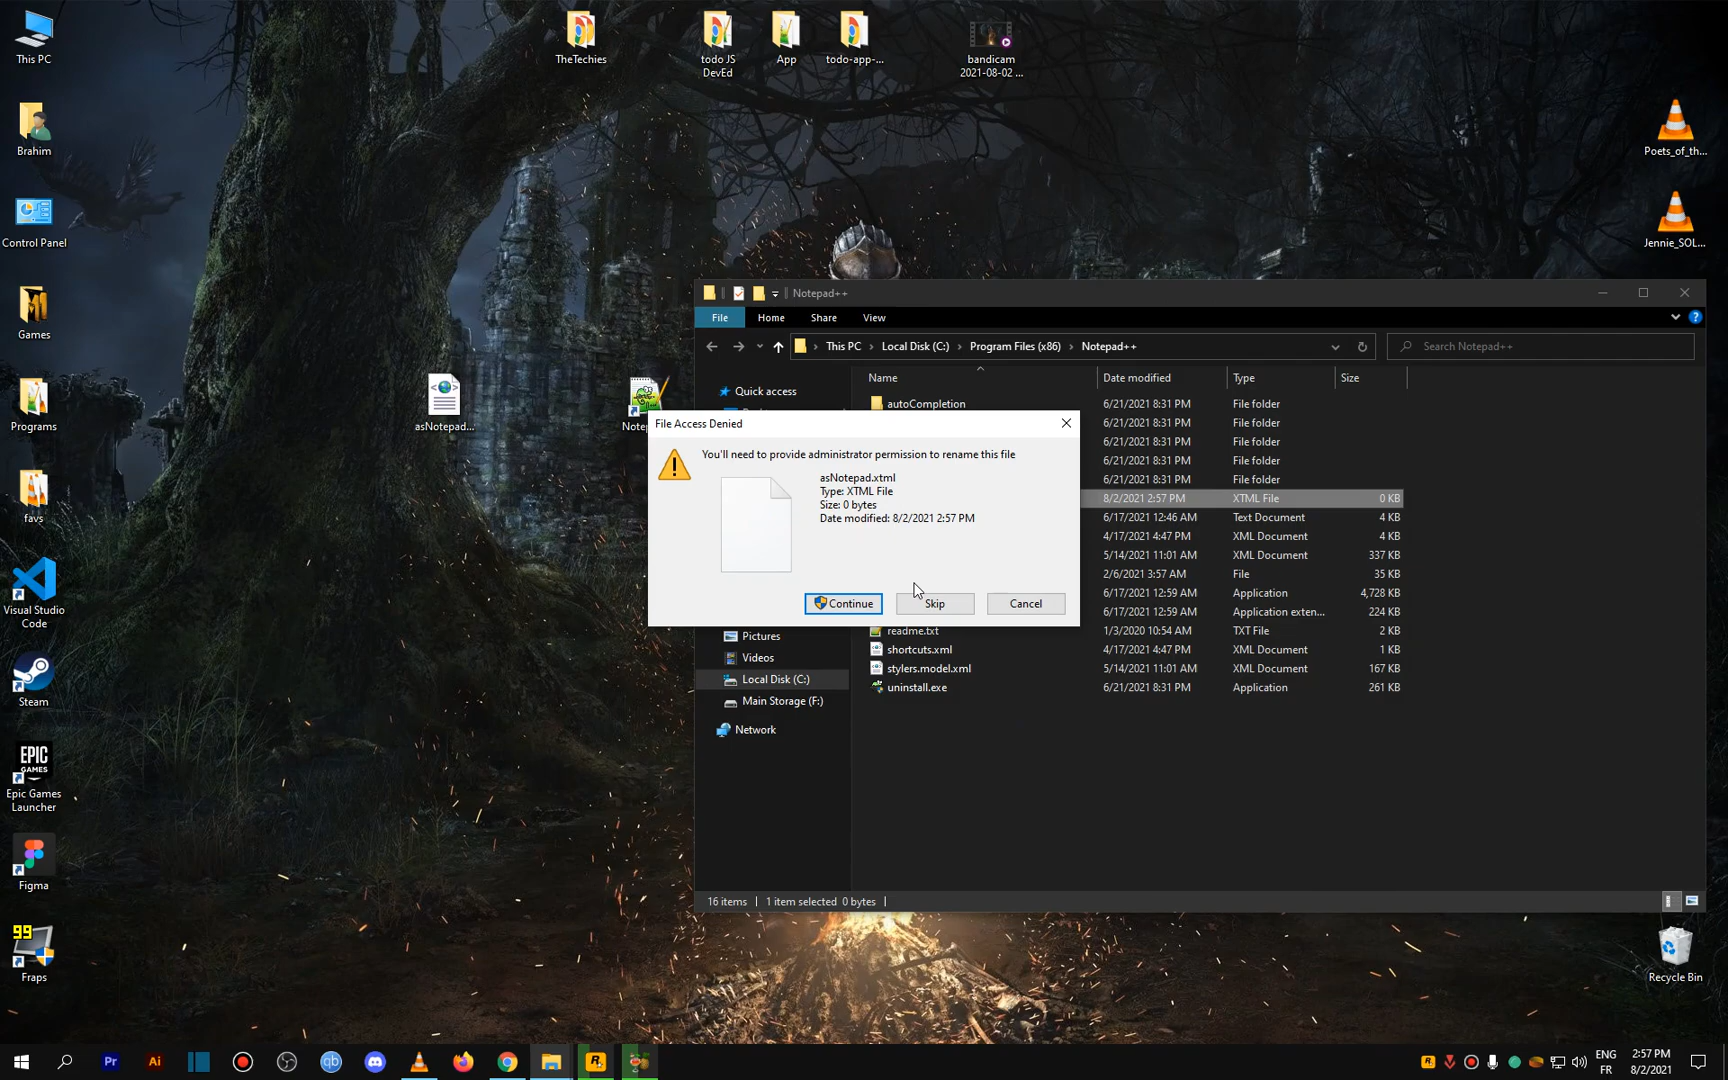 This PC
TheTechies
todo JS
DevEd
App
todo-app-...
bandicam
2021-08-02 ...
Brahim
Poets_of_th...
Control Panel
Jennie_SOL...
Games
Notepad++
File
Home
Share
View
This PC
Local Disk (C:)
Program Files (x86)
Notepad++
Search Notepad++
Name
Date modified
Type
Size
Quick access
autoCompletion
6/21/2021 8:31 PM
File folder
6/21/2021 8:31 PM
File folder
6/21/2021 8:31 PM
File folder
6/21/2021 8:31 PM
File folder
6/21/2021 8:31 PM
File folder
8/2/2021 2:57 PM
XTML File
0 KB
6/17/2021 12:46 AM
Text Document
4 KB
4/17/2021 4:47 PM
XML Document
4 KB
5/14/2021 11:01 AM
XML Document
337 KB
2/6/2021 3:57 AM
File
35 KB
6/17/2021 12:59 AM
Application
4,728 KB
6/17/2021 12:59 AM
Application exten...
224 KB
readme.txt
1/3/2020 10:54 AM
TXT File
2 KB
shortcuts.xml
4/17/2021 4:47 PM
XML Document
1 KB
stylers.model.xml
5/14/2021 11:01 AM
XML Document
167 KB
uninstall.exe
6/21/2021 8:31 PM
Application
261 KB
Pictures
Videos
Local Disk (C:)
Main Storage (F:)
Network
16 items
1 item selected 0 bytes
asNotepad...
File Access Denied
You'll need to provide administrator permission to rename this file
asNotepad.xtml
Type: XTML File
Size: 0 bytes
Date modified: 8/2/2021 2:57 PM
Continue
Skip
Cancel
Programs
favs
Visual Studio
Code
Steam
EPIC
GAMES
Epic Games
Launcher
Figma
99
Fraps
Recycle Bin
Pr
Ai
qb
R
ENG
FR
2:57 PM
8/2/2021